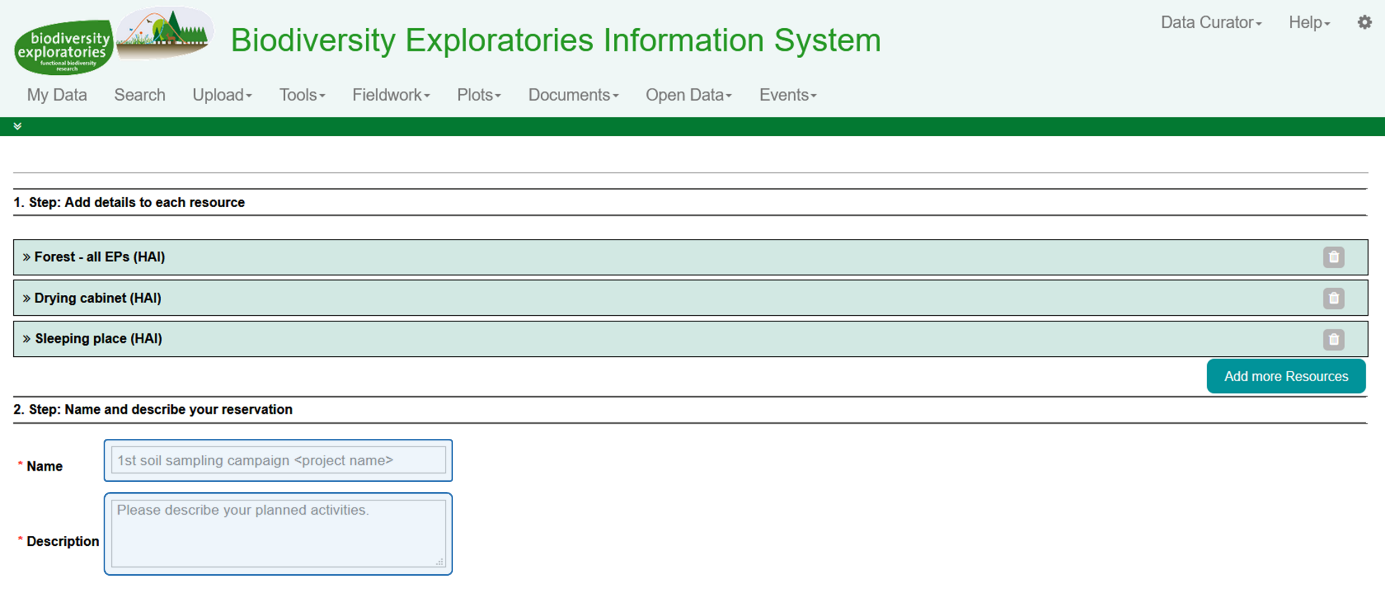 biodiversity
exploratories
functional biodiversity
research
Biodiversity Exploratories Information System
Data Curator
Help
My Data
Search
Upload
Tools
Fieldwork
Plots
Documents
Open Data
Events
1. Step: Add details to each resource
» Forest - all EPs (HAI)
» Drying cabinet (HAI)
» Sleeping place (HAI)
Add more Resources
2. Step: Name and describe your reservation
* Name
1st soil sampling campaign <project name>
Please describe your planned activities.
* Description